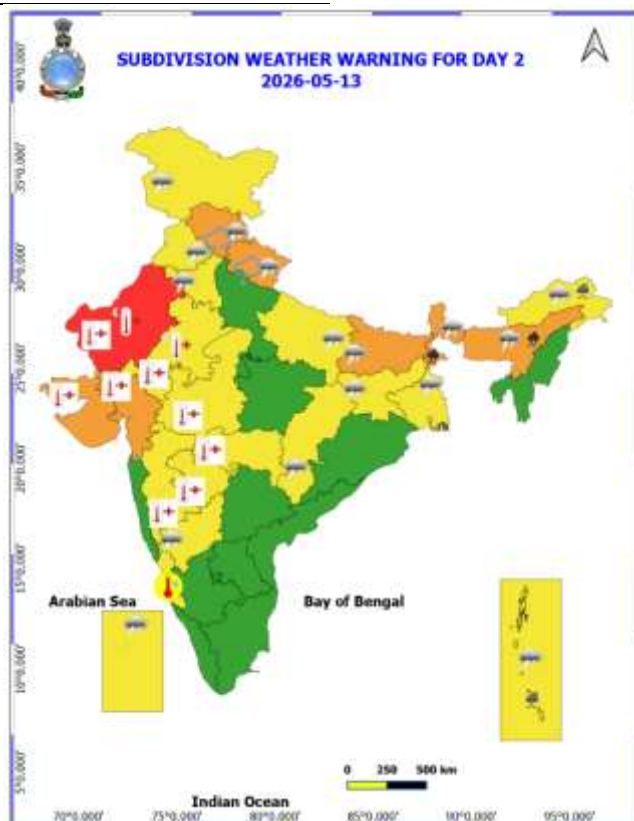 SUBDIVISION WEATHER WARNING FOR DAY 2
2026-05-13
40°0.000'
35°0.000'
30°0.000'
25°0.000'
20°0.000'
15°0.000'
10°0.000'
5°0.000'
Arabian Sea
Bay of Bengal
0 250 500 km
Indian Ocean
70°0.000' 75°0.000' 80°0.000' 85°0.000' 90°0.000' 95°0.000'